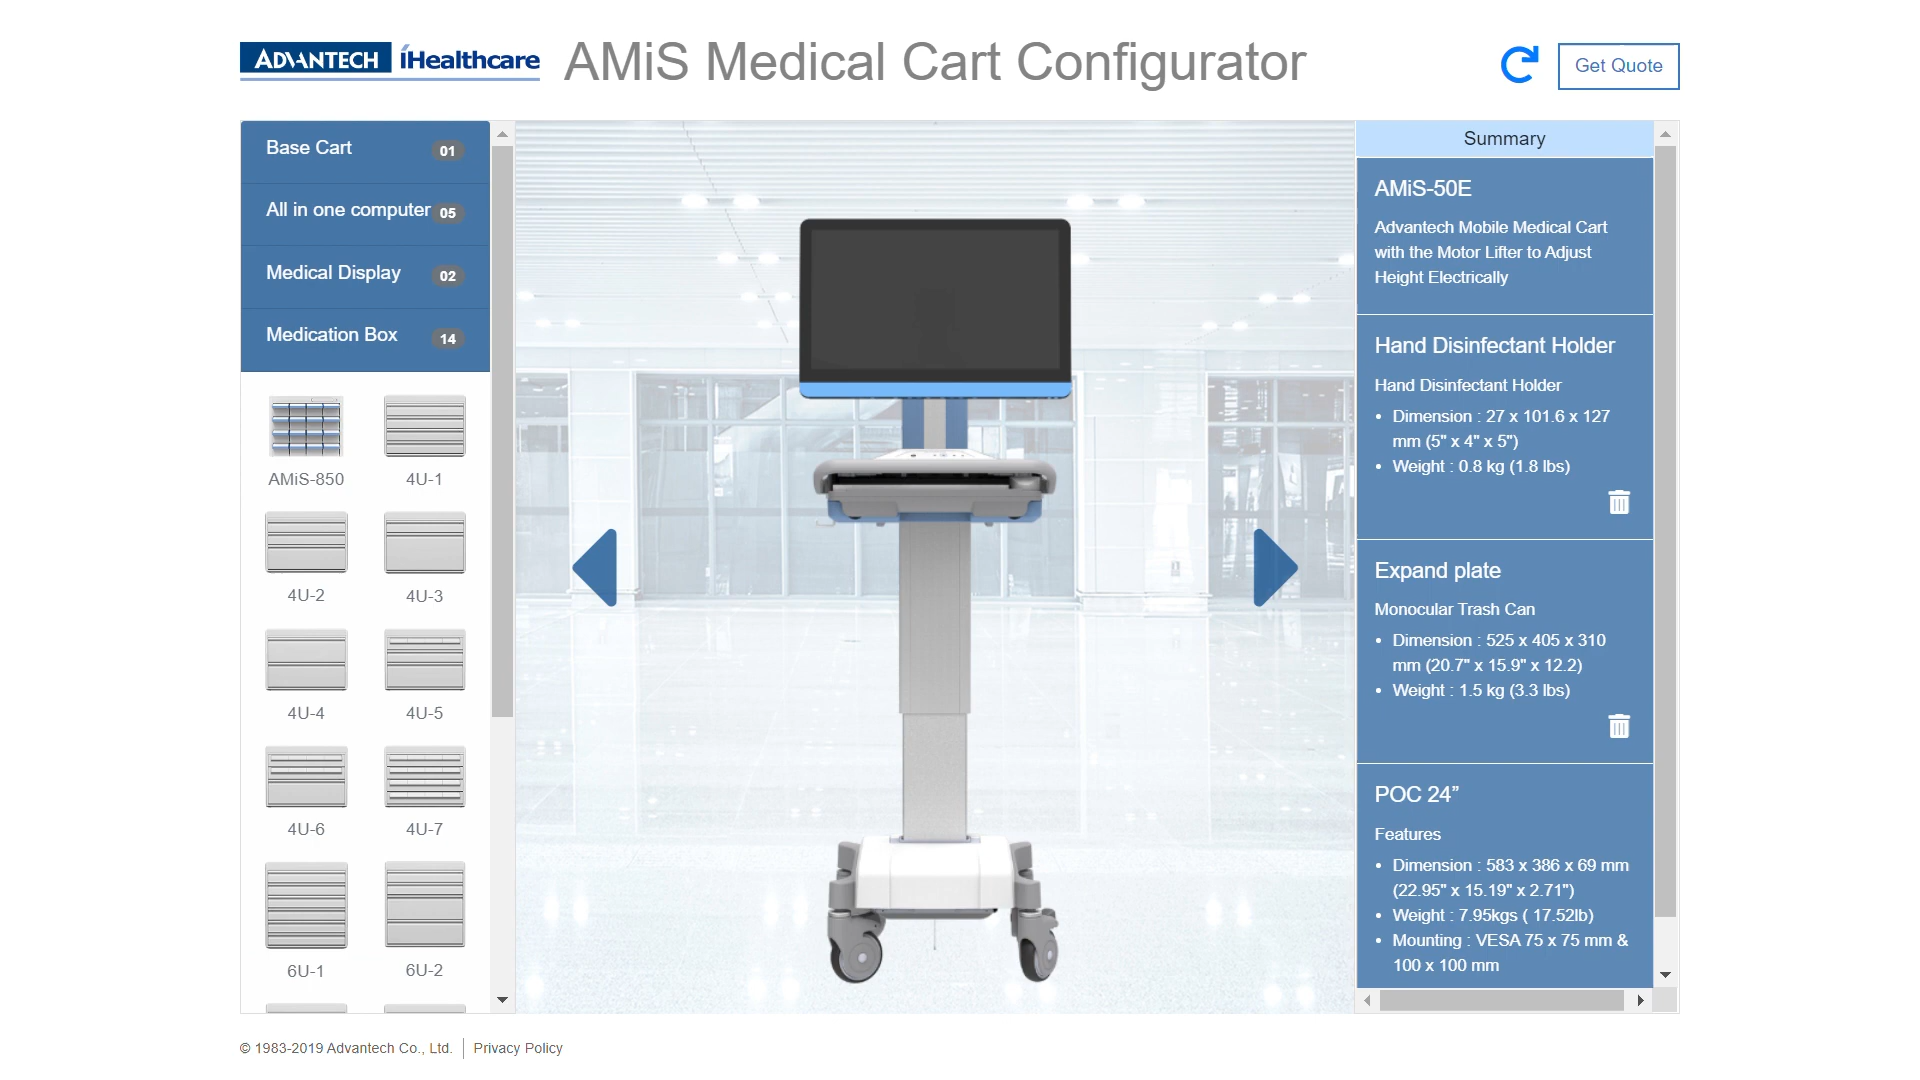 ADVANTECH iHealthcare
AMiS Medical Cart Configurator
Get Quote
Base Cart 01
All in one computer 05
Medical Display 02
Medication Box 14
AMiS-850
4U-1
4U-2
4U-3
4U-4
4U-5
4U-6
4U-7
6U-1
6U-2
Summary
AMiS-50E
Advantech Mobile Medical Cart
with the Motor Lifter to Adjust
Height Electrically
Hand Disinfectant Holder
Hand Disinfectant Holder
• Dimension : 27 x 101.6 x 127
mm (5" x 4" x 5")
• Weight : 0.8 kg (1.8 lbs)
Expand plate
Monocular Trash Can
• Dimension : 525 x 405 x 310
mm (20.7" x 15.9" x 12.2)
• Weight : 1.5 kg (3.3 lbs)
POC 24”
Features
• Dimension : 583 x 386 x 69 mm
(22.95" x 15.19" x 2.71")
• Weight : 7.95kgs ( 17.52lb)
• Mounting : VESA 75 x 75 mm &
100 x 100 mm
© 1983-2019 Advantech Co., Ltd. | Privacy Policy